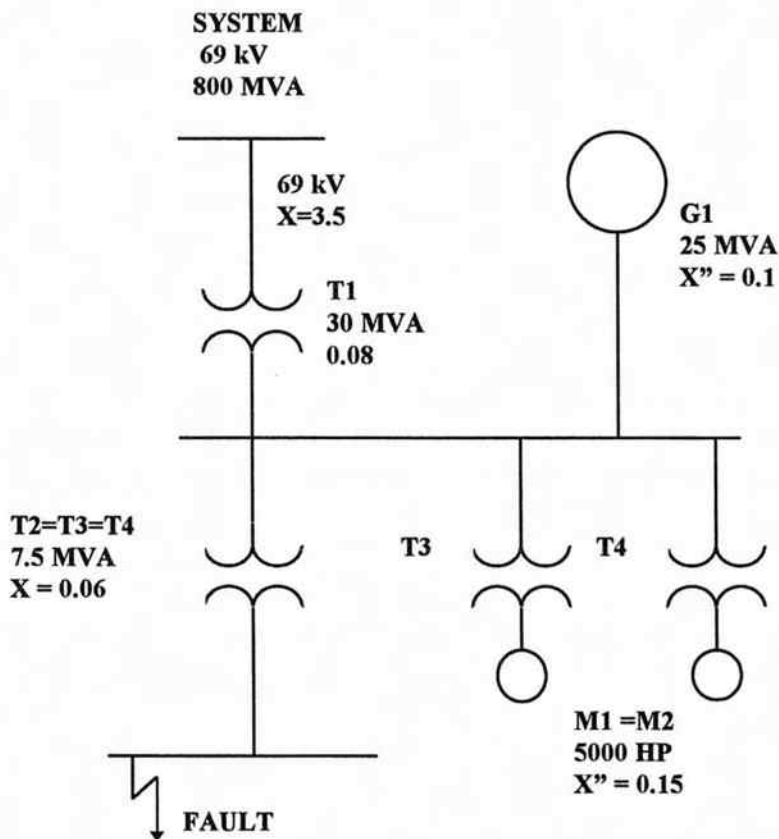 SYSTEM
69 kV
800 MVA
69 kV
X=3.5
G1
25 MVA
X” = 0.1
T1
30 MVA
0.08
T2=T3=T4
7.5 MVA
X = 0.06
T3
T4
M1 =M2
5000 HP
X” = 0.15
FAULT